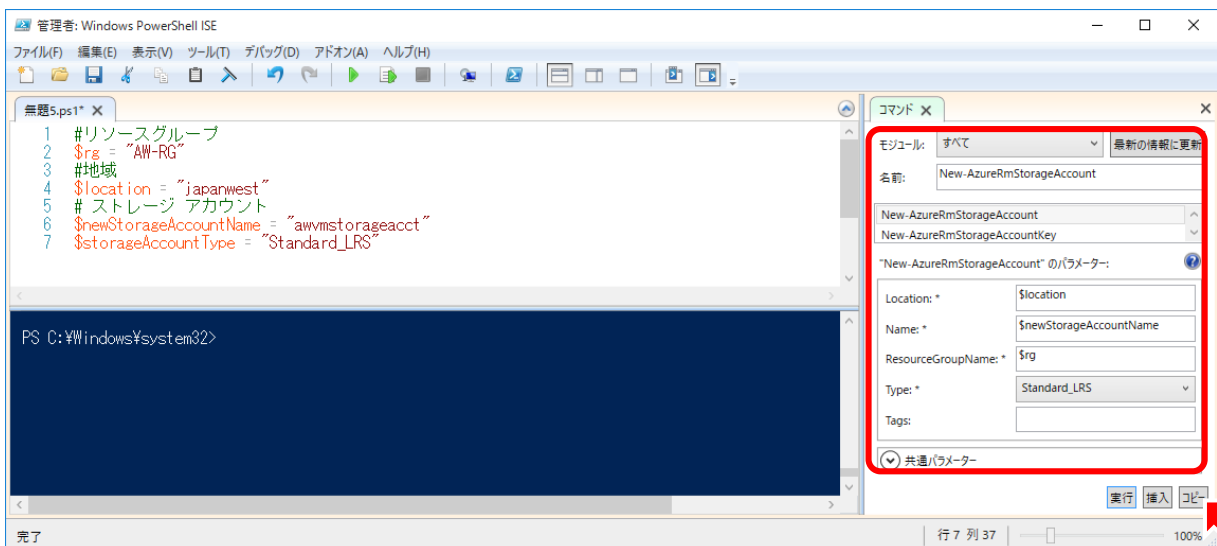 管理者: Windows PowerShell ISE
ファイル(F) 編集(E) 表示(V) ツール(T) デバッグ(D) アドオン(A) ヘルプ(H)
無題5.ps1* X
1 #リソースグループ
2 $rg = "AW-RG"
3 #地域
4 $location = "japanwest"
5 # ストレージ アカウント
6 $newStorageAccountName = "awvmstorageacct"
7 $storageAccountType = "Standard_LRS"
PS C:¥Windows¥system32>
コマンド X
モジュール: すべて 最新の情報に更新
名前: New-AzureRmStorageAccount
New-AzureRmStorageAccount
New-AzureRmStorageAccountKey
"New-AzureRmStorageAccount" のパラメーター:
Location: * $location
Name: * $newStorageAccountName
ResourceGroupName: * $rg
Type: * Standard_LRS
Tags:
共通パラメーター
実行 挿入 コピー
完了 行 7 列 37 100%